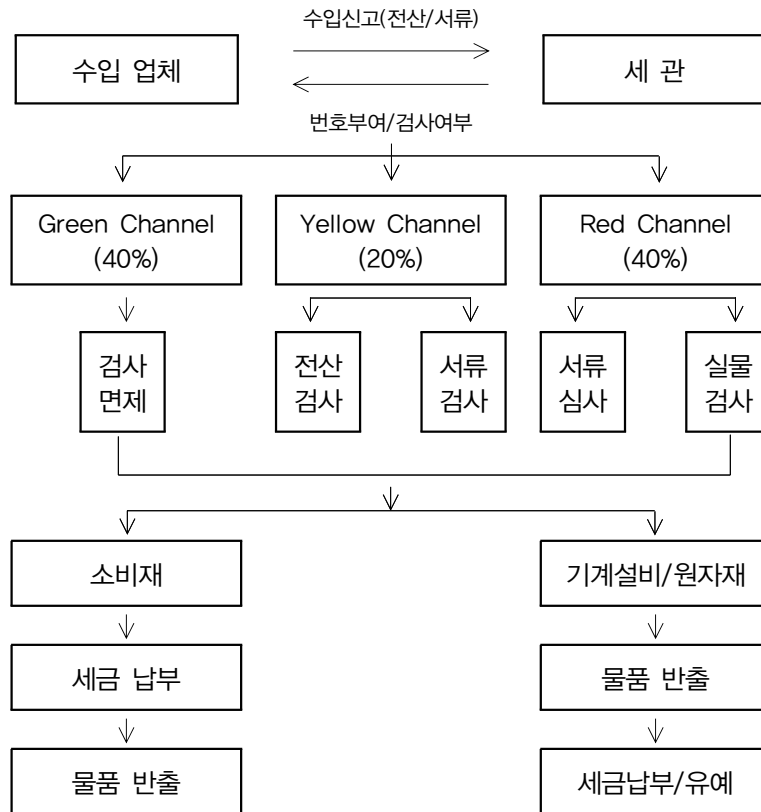 수입신고(전산/서류)
수입 업체
세 관
번호부여/검사여부
Green Channel
(40%)
Yellow Channel
(20%)
Red Channel
(40%)
검사
면제
전산
검사
서류
검사
서류
심사
실물
검사
소비재
기계설비/원자재
세금 납부
물품 반출
물품 반출
세금납부/유예